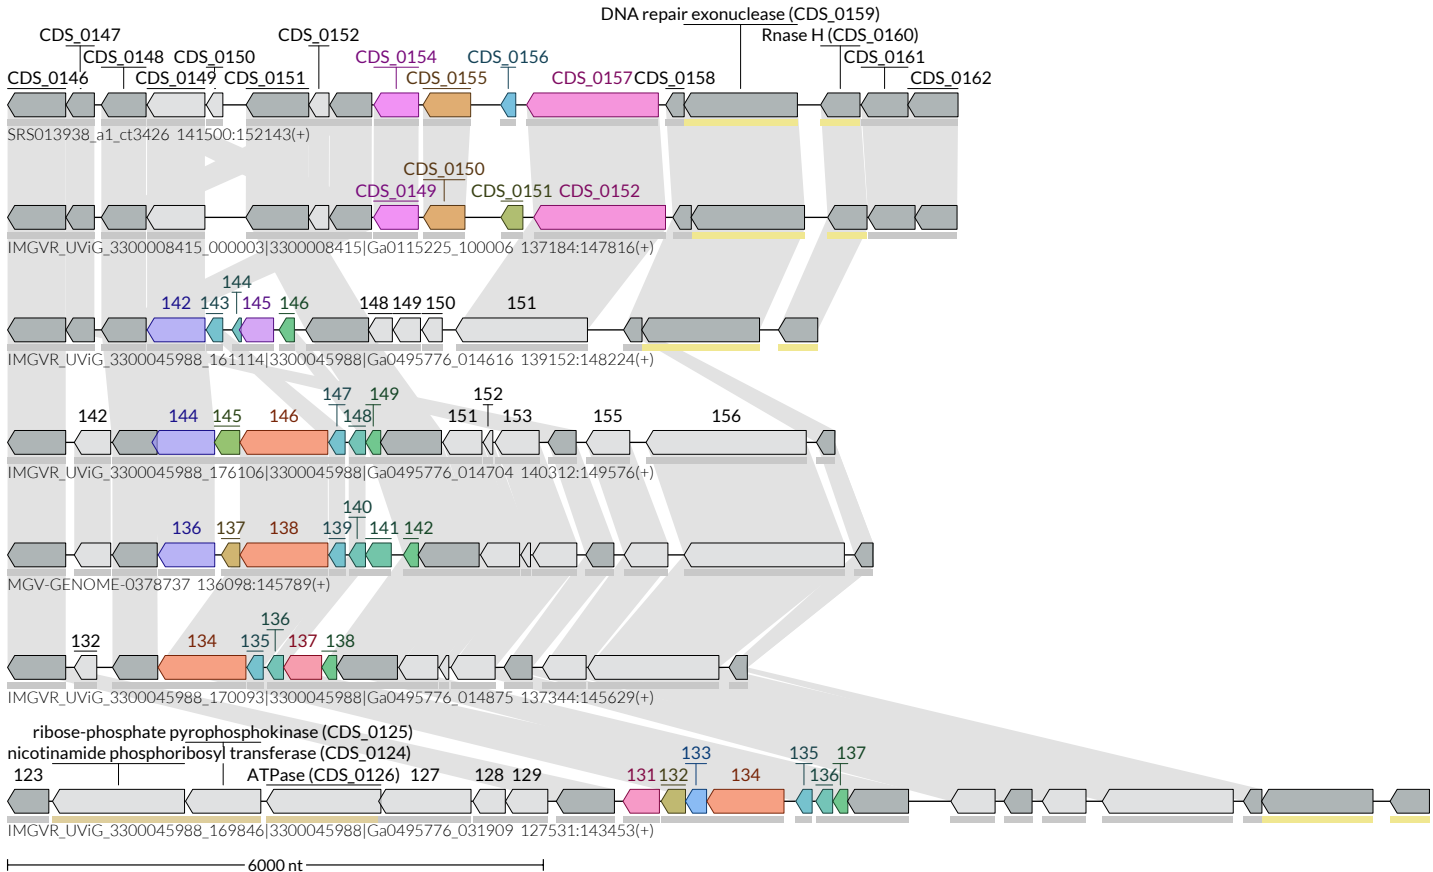 DNA repair exonuclease (CDS_0159)
CDS_0147 CDS_0152 Rnase H (CDS_0160)
CDS_0148 CDS_0150 CDS_0154 CDS_0156 CDS_0161
CDS_0146 CDS_0149 CDS_0151 CDS_0155 CDS_0157 CDS_0158 CDS_0162
SRS013938_a1_ct3426 141500:152143(+)
CDS_0150
CDS_0149 CDS_0151 CDS_0152
IMGVR_UViG_3300008415_000003|3300008415|Ga0115225_100006 137184:147816(+)
144
142 143 145 146 148 149 150 151
IMGVR_UViG_3300045988_161114|3300045988|Ga0495776_014616 139152:148224(+)
147 149 152
142 144 145 146 148 151 153 155 156
IMGVR_UViG_3300045988_176106|3300045988|Ga0495776_014704 140312:149576(+)
140
136 137 138 139 141 142
MGV-GENOME-0378737 136098:145789(+)
136
132 134 135 137 138
IMGVR_UViG_3300045988_170093|3300045988|Ga0495776_014875 137344:145629(+)
ribose-phosphate pyrophosphokinase (CDS_0125)
nicotinamide phosphoribosyl transferase (CDS_0124) 133 135 137
123 ATPase (CDS_0126) 127 128 129 131 132 134 136
IMGVR_UViG_3300045988_169846|3300045988|Ga0495776_031909 127531:143453(+)
6000 nt